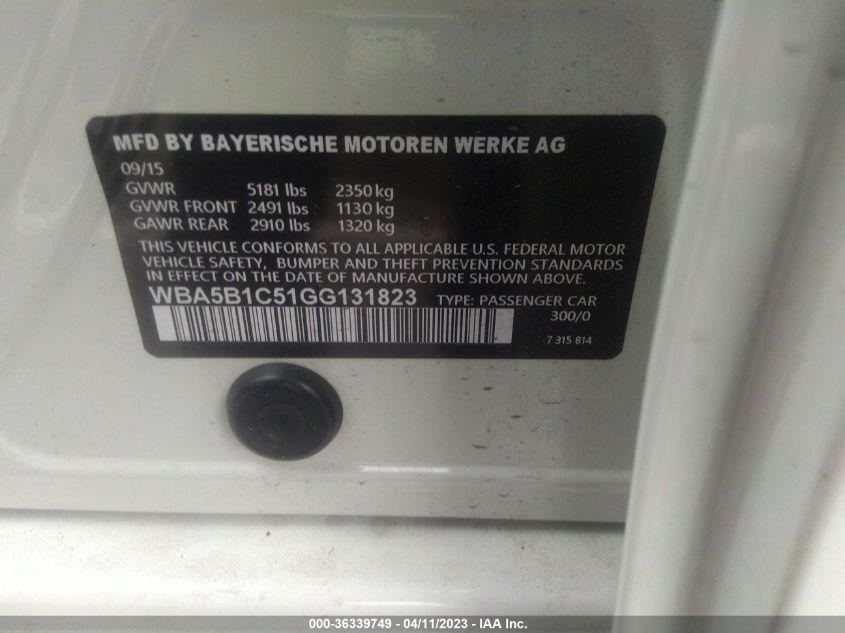 MFD BY BAYERISCHE MOTOREN WERKE AG
09/15
GVWR 5181 lbs 2350 kg
GVWR FRONT 2491 lbs 1130 kg
GAWR REAR 2910 lbs 1320 kg
THIS VEHICLE CONFORMS TO ALL APPLICABLE U.S. FEDERAL MOTOR
VEHICLE SAFETY, BUMPER AND THEFT PREVENTION STANDARDS
IN EFFECT ON THE DATE OF MANUFACTURE SHOWN ABOVE.
WBA5B1C51GG131823 TYPE: PASSENGER CAR
300/0
7 315 814
000-36339749 - 04/11/2023 - IAA Inc.